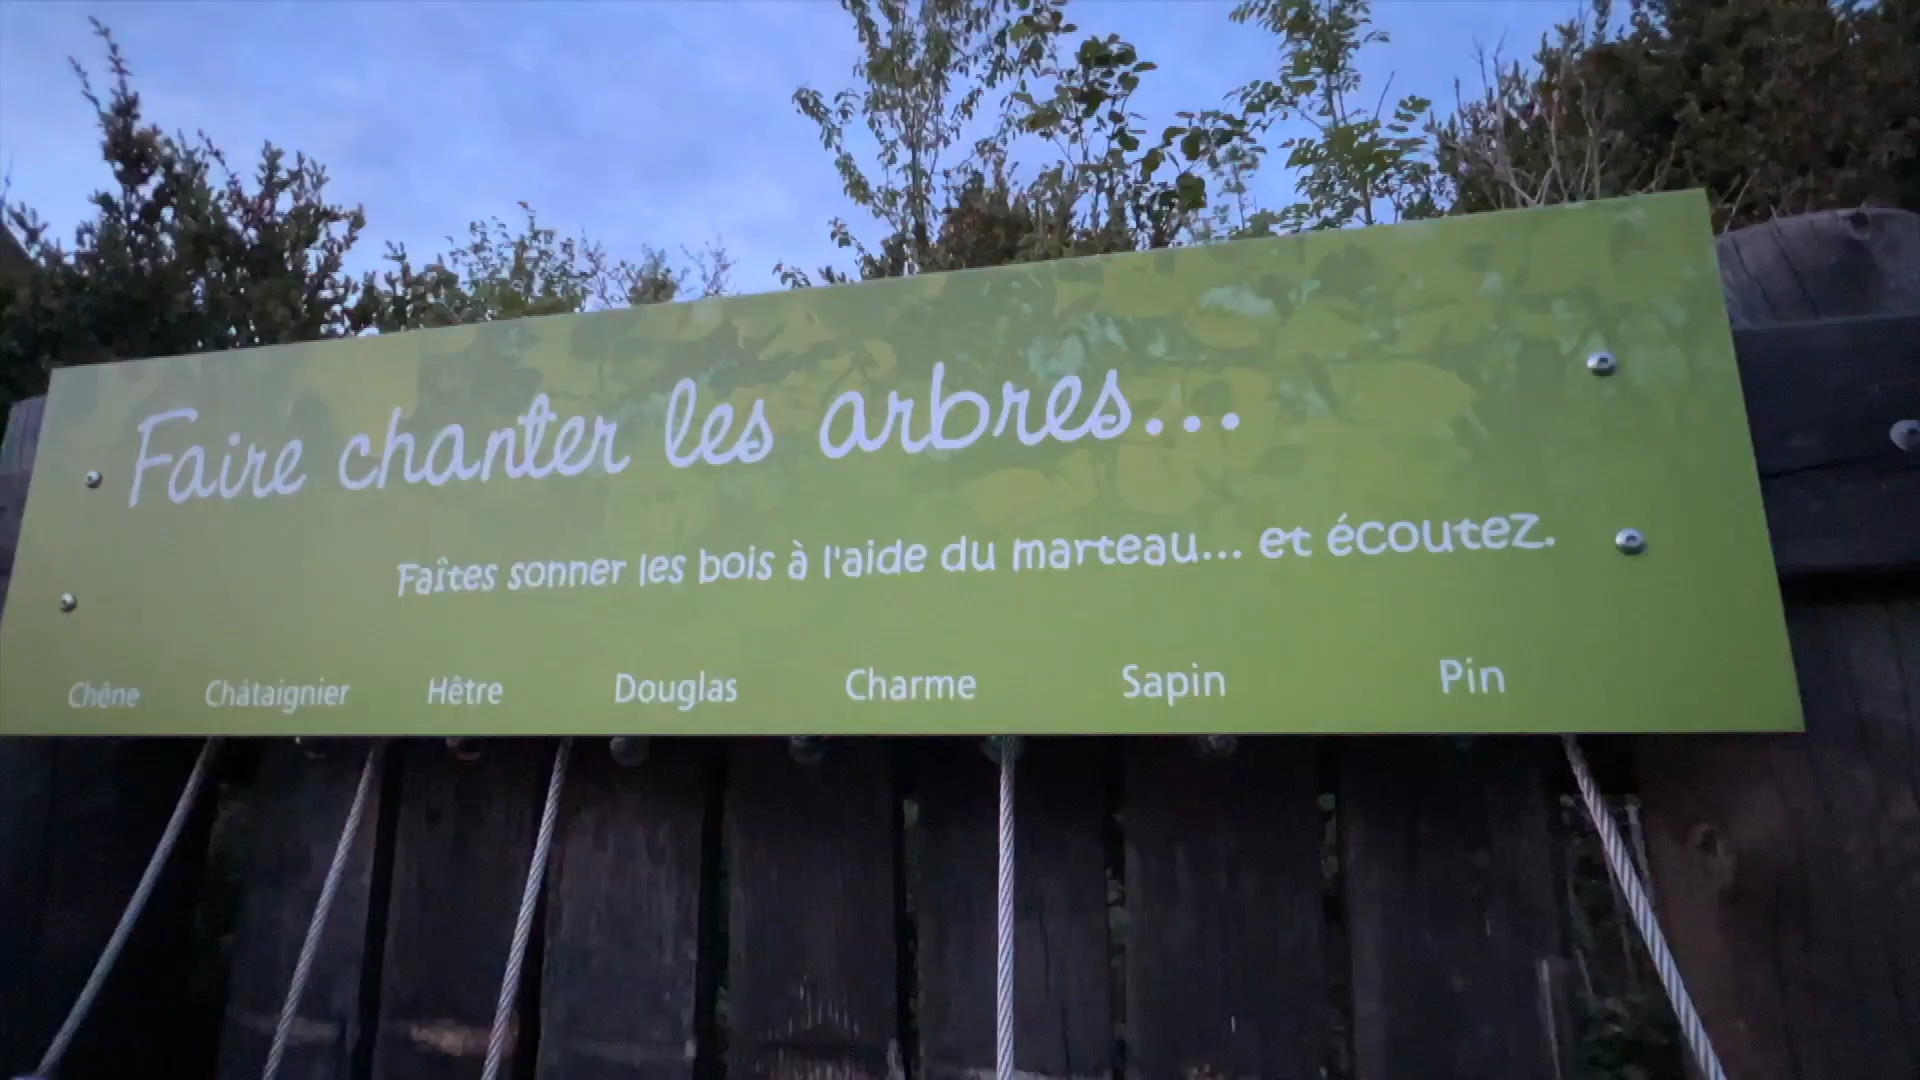 Faire chanter les arbres...
Faîtes sonner les bois à l'aide du marteau... et écoutez.
Chêne Châtaignier Hêtre Douglas Charme Sapin Pin